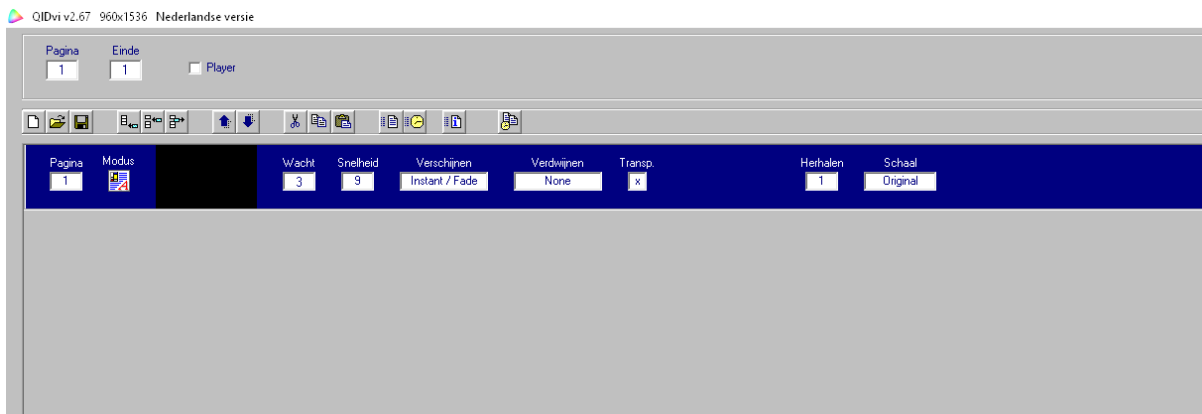 QIDvi v2.67 960x1536 Nederlandse versie
Pagina Einde
1 1 Player
Pagina Modus Wacht Snelheid Verschijnen Verdwijnen Transp. Herhalen Schaal
1 3 9 Instant / Fade None x 1 Original